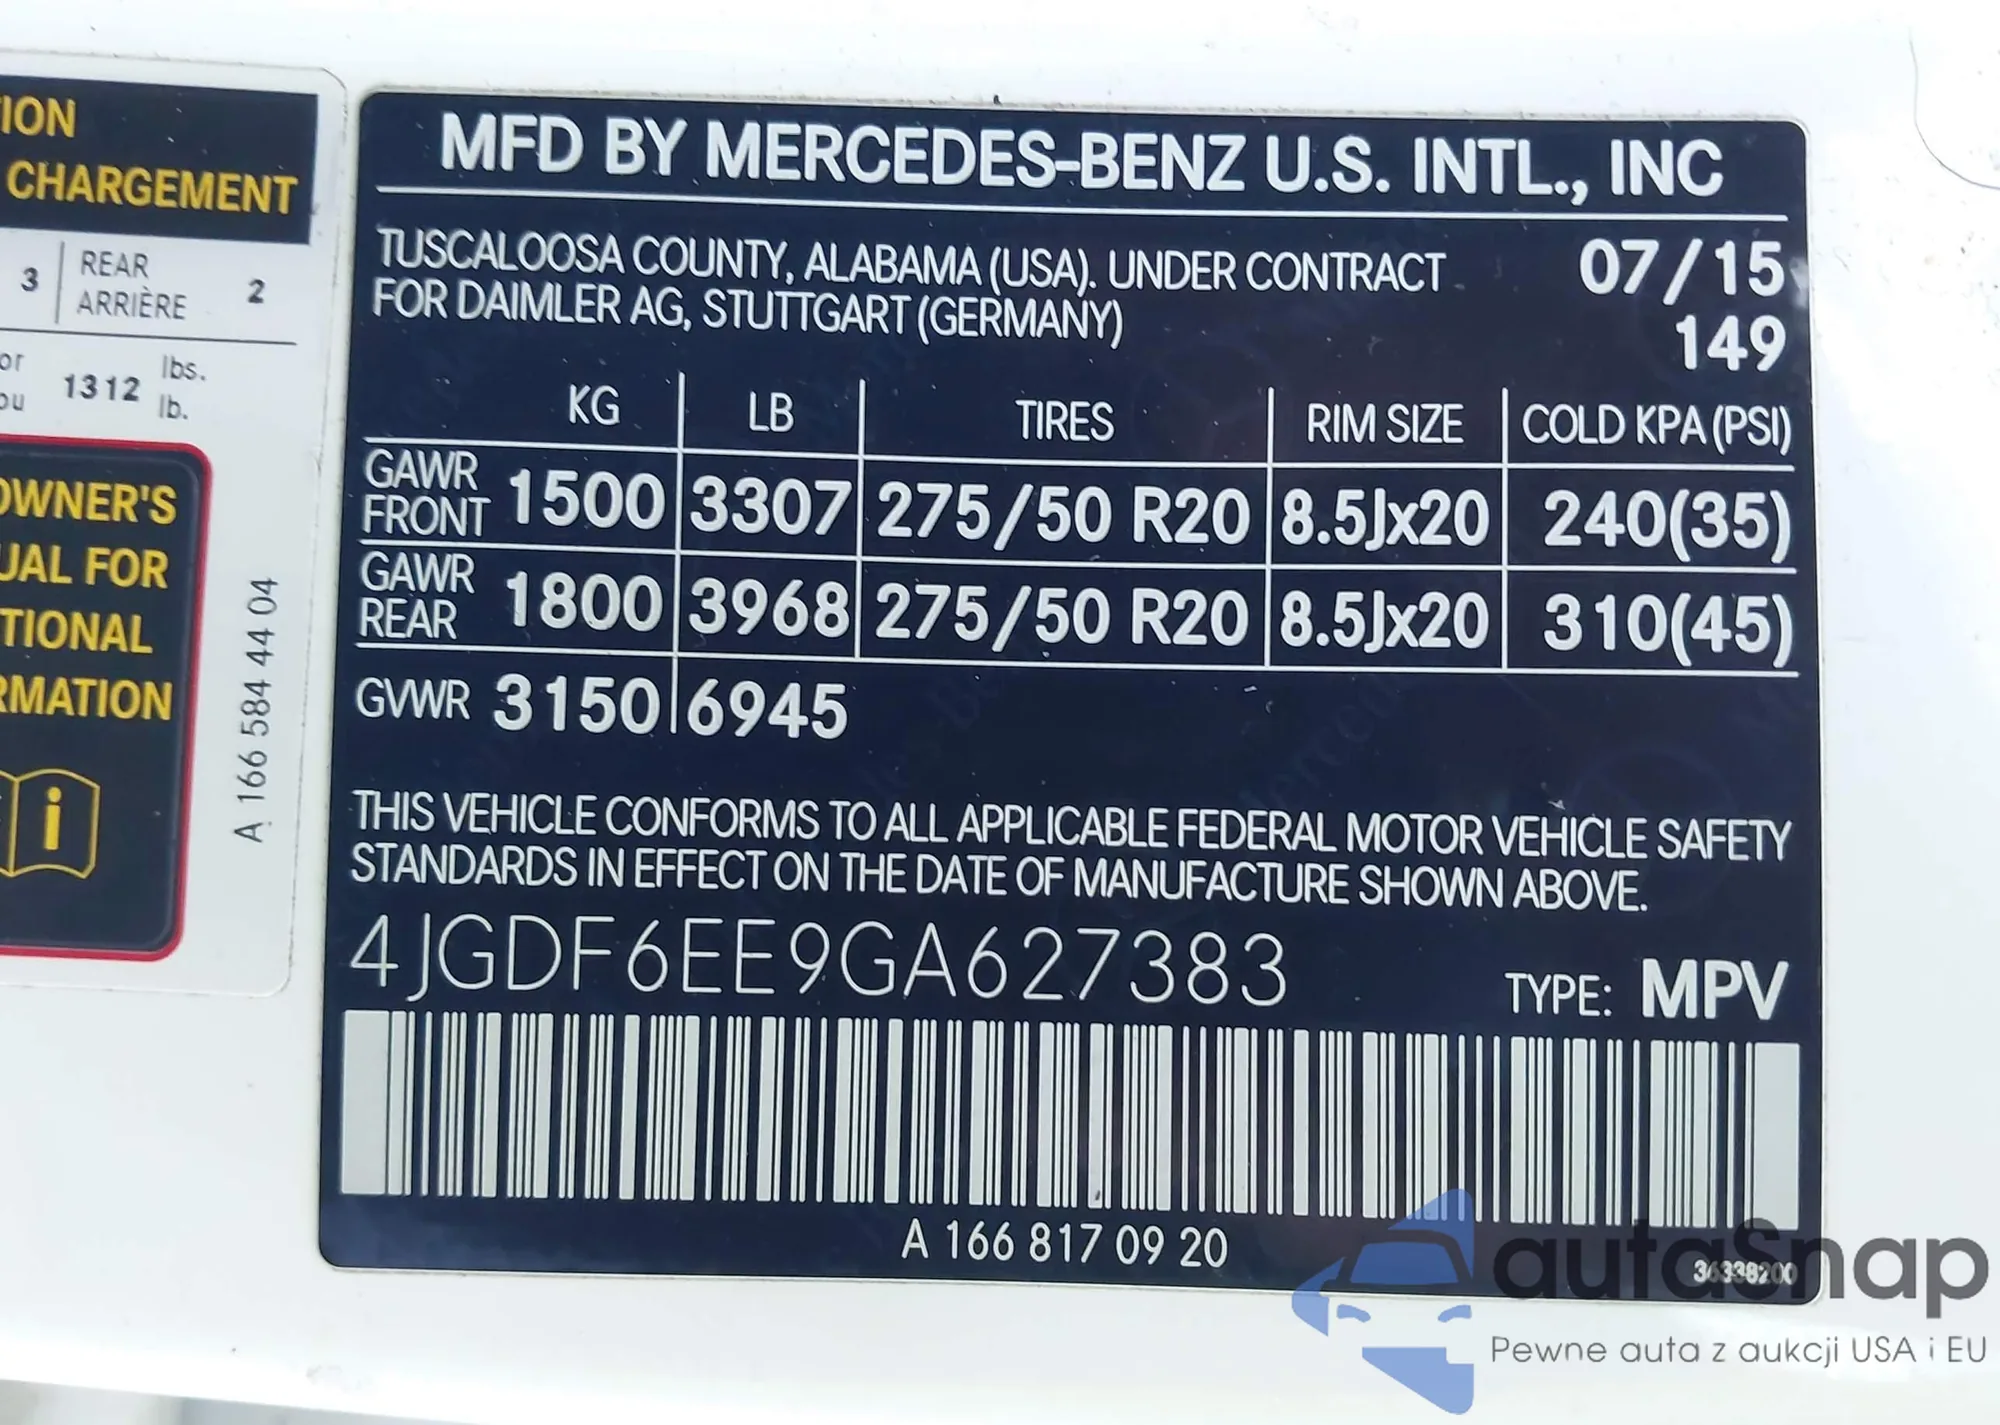 TION
CHARGEMENT
3 REAR ARRIÈRE 2
or
ou 1312 lbs. lb.
OWNER'S
UAL FOR
TIONAL
RMATION
A 166 584 44 04
MFD BY MERCEDES-BENZ U.S. INTL., INC
TUSCALOOSA COUNTY, ALABAMA (USA). UNDER CONTRACT
FOR DAIMLER AG, STUTTGART (GERMANY)
07/15
149
KG LB TIRES RIM SIZE COLD KPA (PSI)
GAWR FRONT 1500 3307 275/50 R20 8.5Jx20 240(35)
GAWR REAR 1800 3968 275/50 R20 8.5Jx20 310(45)
GVWR 3150 6945
THIS VEHICLE CONFORMS TO ALL APPLICABLE FEDERAL MOTOR VEHICLE SAFETY
STANDARDS IN EFFECT ON THE DATE OF MANUFACTURE SHOWN ABOVE.
4JGDF6EE9GA627383
TYPE: MPV
A 166 817 09 20
36338200
autaSnap
Pewne auta z aukcji USA i EU